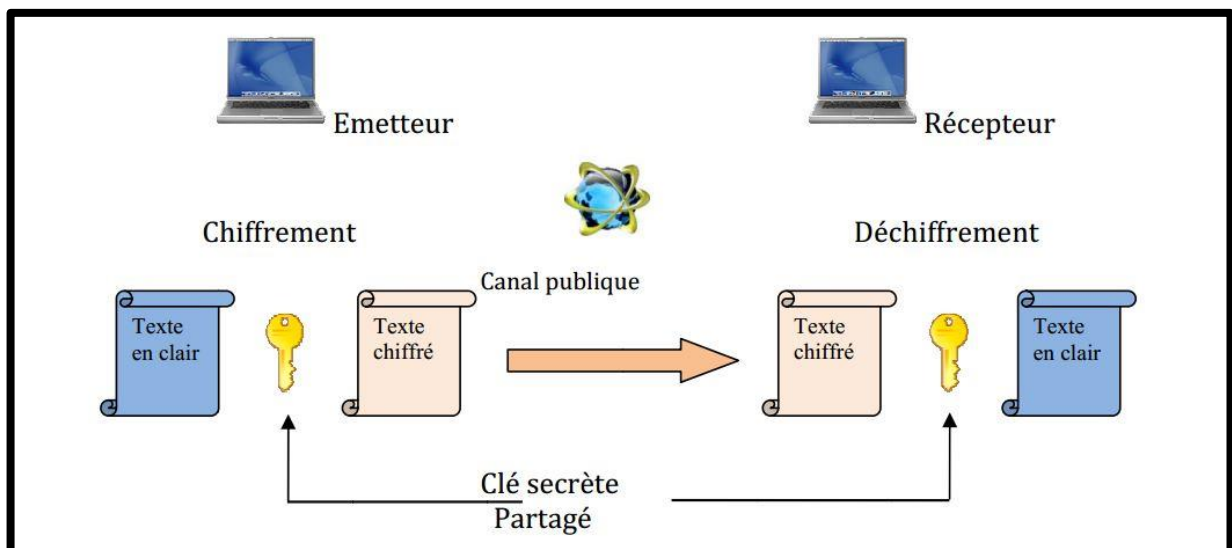 Emetteur
Récepteur
Chiffrement
Déchiffrement
Canal publique
Texte
en clair
Texte
chiffré
Texte
chiffré
Texte
en clair
Clé secrète
Partagé